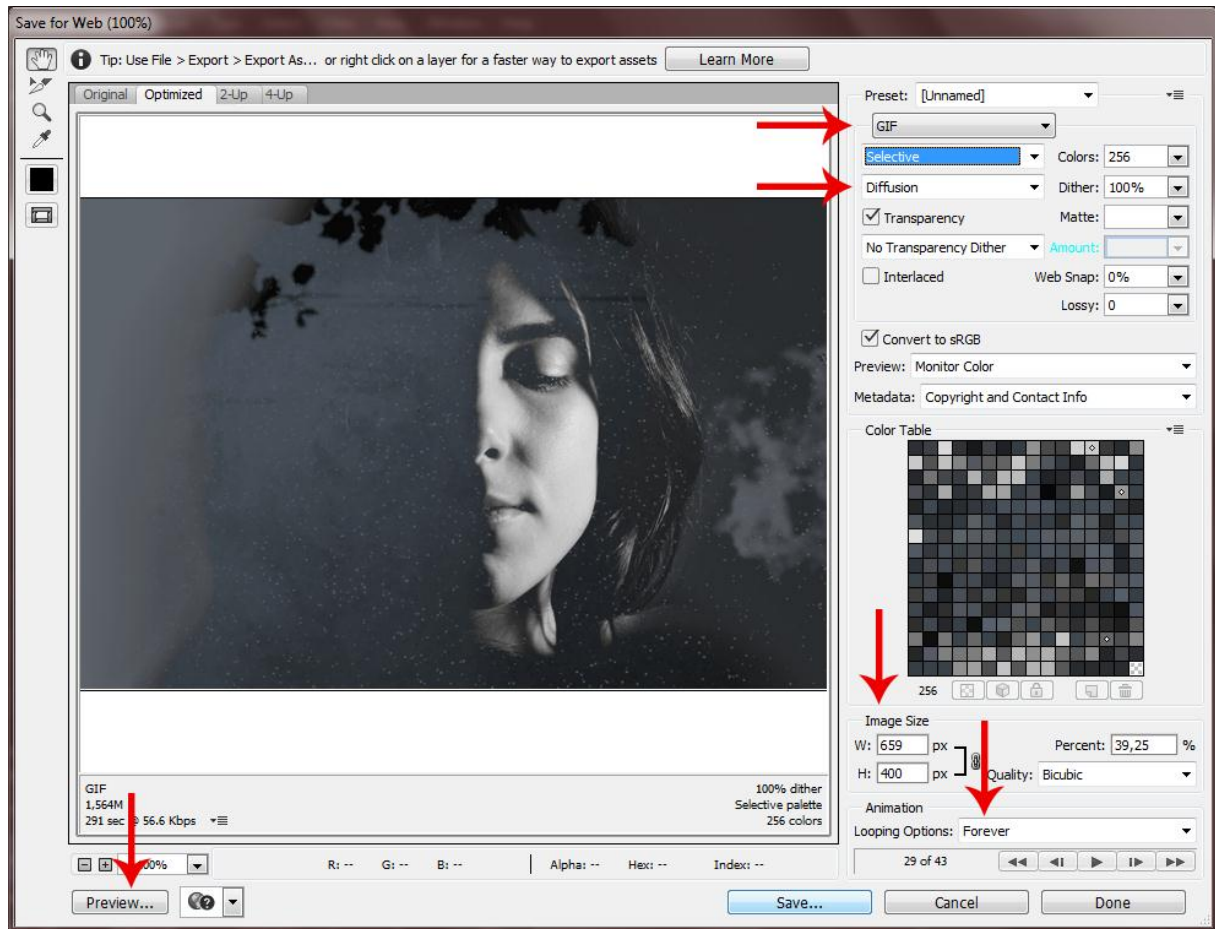 Save for Web (100%)
Tip: Use File > Export > Export As... or right click on a layer for a faster way to export assets
Learn More
Original Optimized 2-Up 4-Up
Preset: [Unnamed]
GIF
Selective Colors: 256
Diffusion Dither: 100%
Transparency Matte:
No Transparency Dither Amount:
Interlaced Web Snap: 0%
Lossy: 0
Convert to sRGB
Preview: Monitor Color
Metadata: Copyright and Contact Info
Color Table
256
Image Size
W: 659 px Percent: 39,25 %
H: 400 px Quality: Bicubic
Animation
Looping Options: Forever
29 of 43
GIF 100% dither
1,564M Selective palette
291 sec @ 56.6 Kbps 256 colors
R: -- G: -- B: -- Alpha: -- Hex: -- Index: --
Preview... Save... Cancel Done